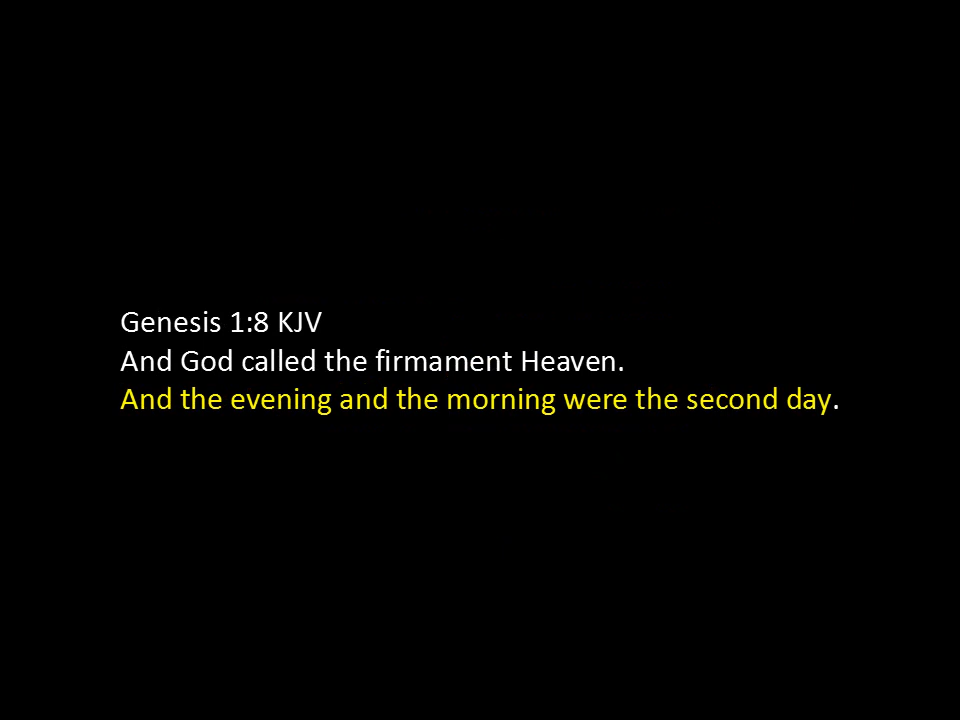 Genesis 1:8 KJV
And God called the firmament Heaven.
And the evening and the morning were the second day.